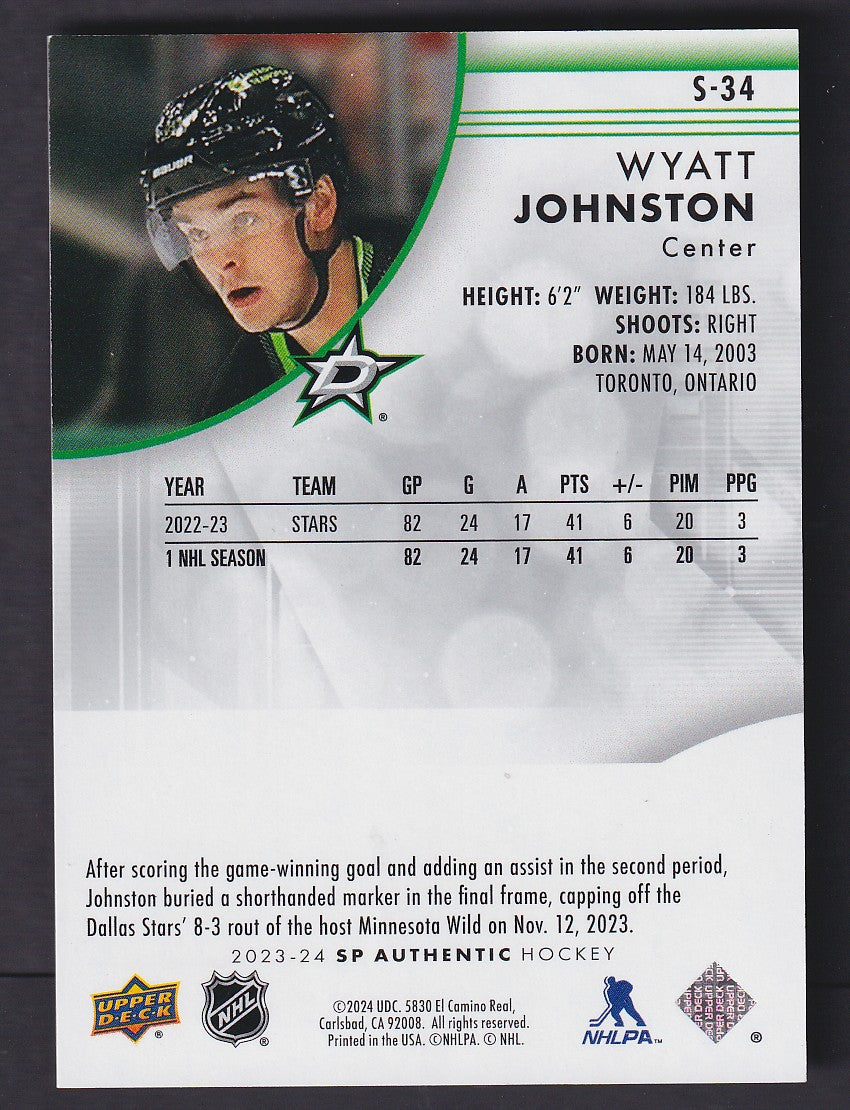 S-34
BAUER
WYATT
JOHNSTON
Center
HEIGHT: 6'2" WEIGHT: 184 LBS.
SHOOTS: RIGHT
BORN: MAY 14, 2003
TORONTO, ONTARIO
D
®
YEAR TEAM GP G A PTS +/- PIM PPG
2022-23 STARS 82 24 17 41 6 20 3
1 NHL SEASON 82 24 17 41 6 20 3
After scoring the game-winning goal and adding an assist in the second period,
Johnston buried a shorthanded marker in the final frame, capping off the
Dallas Stars' 8-3 rout of the host Minnesota Wild on Nov. 12, 2023.
2023-24 SP AUTHENTIC HOCKEY
UPPER
D·E·C·K
®
NHL
®
©2024 UDC. 5830 El Camino Real,
Carlsbad, CA 92008. All rights reserved.
Printed in the USA. ©NHLPA. © NHL.
NHLPA™
UPPER DECK
®